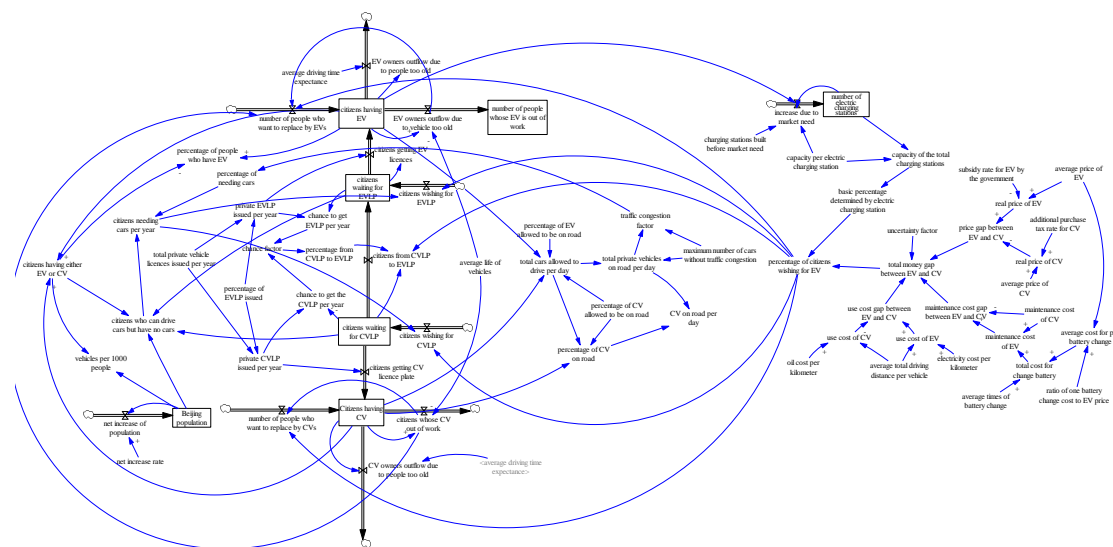 average driving time
expectance
EV owners outflow due
to people too old
citizens having
EV
number of people who
want to replace by EVs
EV owners outflow due
to vehicle too old
number of people
whose EV is out of
work
number of
electric
charging
stations
increase due to
market need
charging stations built
before market need
capacity per electric
charging station
capacity of the total
charging stations
basic percentage
determined by electric
charging station
subsidy rate for EV by
the government
average price of
EV
real price of EV
additional purchase
tax rate for CV
price gap between
EV and CV
real price of CV
average price of
CV
uncertainty factor
total money gap
between EV and CV
percentage of citizens
wishing for EV
percentage of people
who have EV
percentage of
needing cars
citizens getting EV
licences
citizens
waiting for
EVLP
citizens wishing for
EVLP
private EVLP
issued per year
chance to get
EVLP per year
citizens needing
cars per year
chance factor
percentage from
CVLP to EVLP
citizens from CVLP
to EVLP
average life of
vehicles
total private vehicle
licences issued per year
percentage of
EVLP issued
chance to get the
CVLP per year
citizens having either
EV or CV
citizens who can drive
cars but have no cars
citizens waiting
for CVLP
citizens wishing for
CVLP
private CVLP
issued per year
citizens getting CV
licence plate
vehicles per 1000
people
percentage of EV
allowed to be on road
traffic congestion
factor
total cars allowed to
drive per day
total private vehicles
on road per day
maximum number of cars
without traffic congestion
percentage of CV
allowed to be on road
CV on road per
day
percentage of CV
on road
use cost gap between
EV and CV
maintenance cost gap
between EV and CV
maintenance cost
of CV
use cost of CV
use cost of EV
maintenance cost
of EV
average cost for p
battery change
oil cost per
kilometer
average total driving
distance per vehicle
electricity cost per
kilometer
total cost for
change battery
average times of
battery change
ratio of one battery
change cost to EV price
Beijing
population
net increase of
population
net increase rate
number of people who
want to replace by CVs
Citizens having
CV
citizens whose CV
out of work
CV owners outflow due
to people too old
<average driving time
expectance>